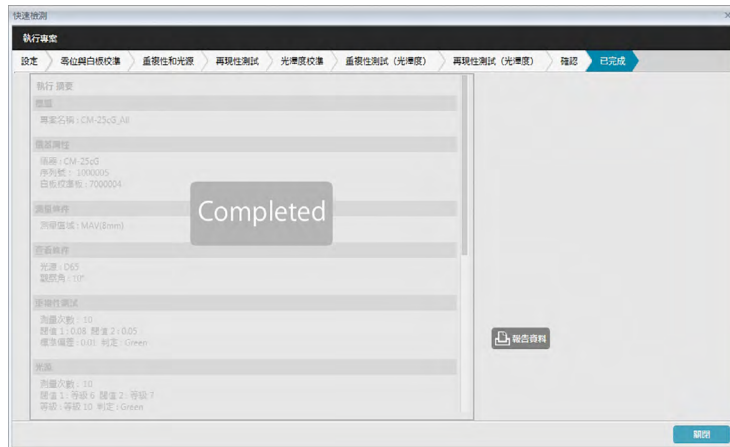 快速檢測
執行專案
設定 零位與白板校準 重複性和光源 再現性測試 光澤度校準 重複性測試（光澤度） 再現性測試（光澤度） 確認 已完成
執行 摘要
標題
專案名稱 : CM-25cG_All
儀器屬性
儀器 : CM-25cG
序列號 : 1000005
白板校準板 : 7000004
測量條件
測量區域 : MAV(8mm)
Completed
光源 : D65
觀察角 : 10°
重複性測試
測量次數 : 10
閾值 1 : 0.08 閾值 2 : 0.05
標準偏差 : 0.01 判定 : Green
報告資料
光源
測量次數 : 10
閾值 1 : 等級 6 閾值 2 : 等級 7
等級 : 等級 10 判定 : Green
關閉